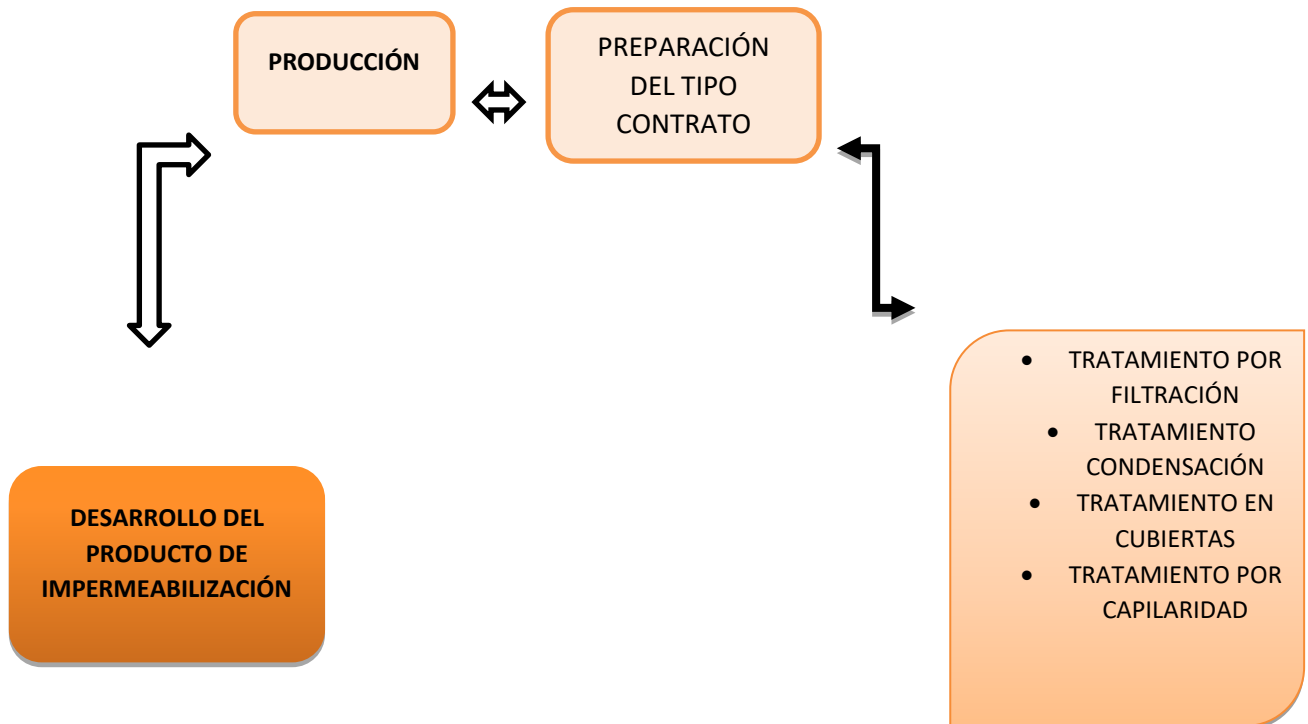 PRODUCCIÓN
PREPARACIÓN
DEL TIPO
CONTRATO
DESARROLLO DEL
PRODUCTO DE
IMPERMEABILIZACIÓN
• TRATAMIENTO POR
FILTRACIÓN
• TRATAMIENTO
CONDENSACIÓN
• TRATAMIENTO EN
CUBIERTAS
• TRATAMIENTO POR
CAPILARIDAD